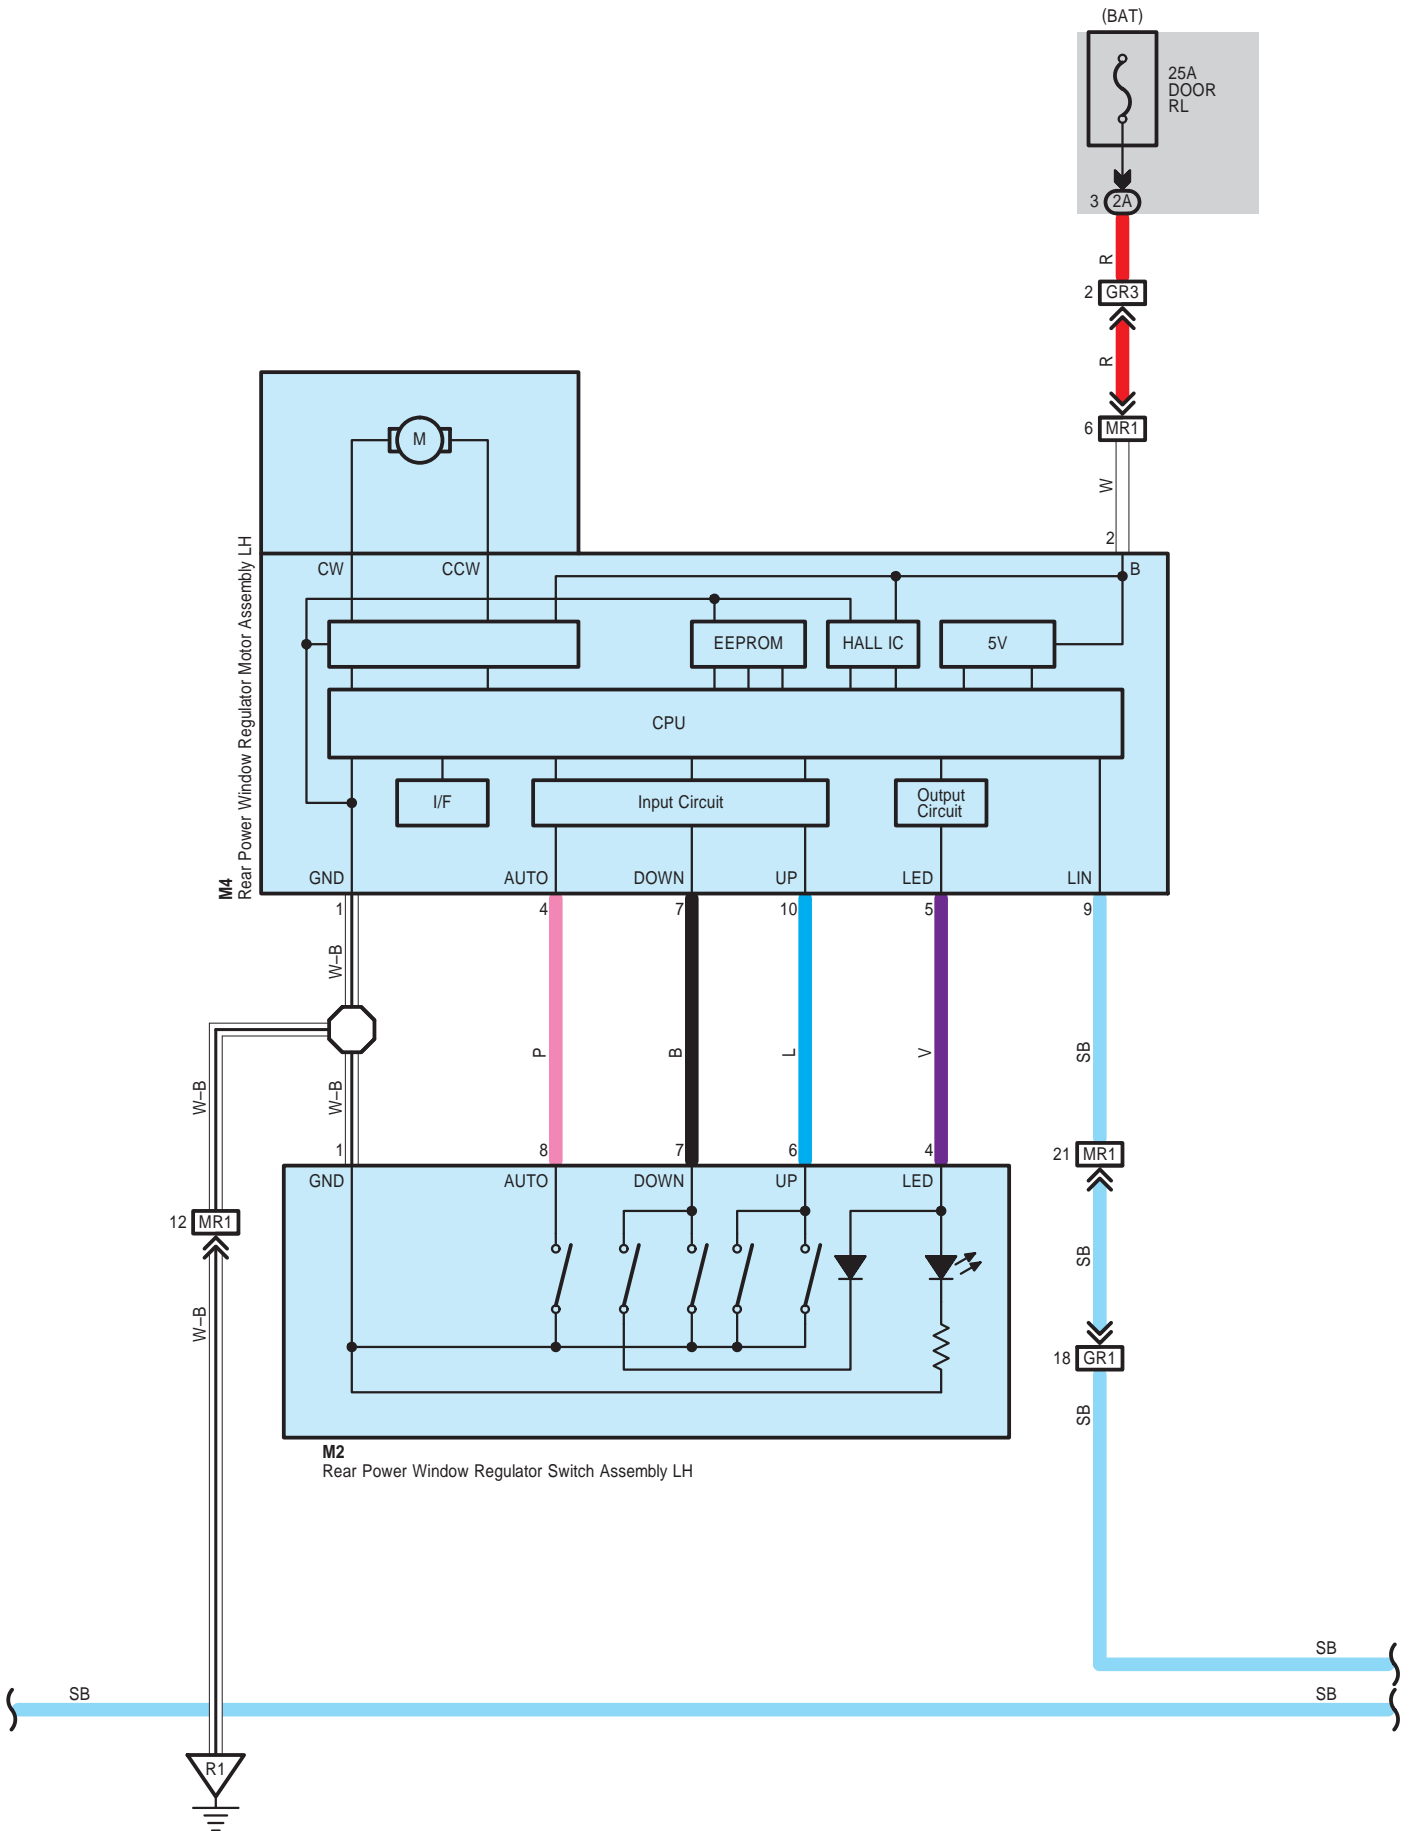 (BAT)
25A
DOOR
RL
3 2A
R
2 GR3
R
6 MR1
W
2
M
CW CCW B
EEPROM HALL IC 5V
CPU
I/F Input Circuit Output
Circuit
GND AUTO DOWN UP LED LIN
M4
Rear Power Window Regulator Motor Assembly LH
1 4 7 10 5 9
W–B
W–B W–B P B L V SB
1 8 7 6 4 21 MR1
GND AUTO DOWN UP LED
12 MR1
SB
W–B
18 GR1
SB
M2
Rear Power Window Regulator Switch Assembly LH
SB
SB SB
R1